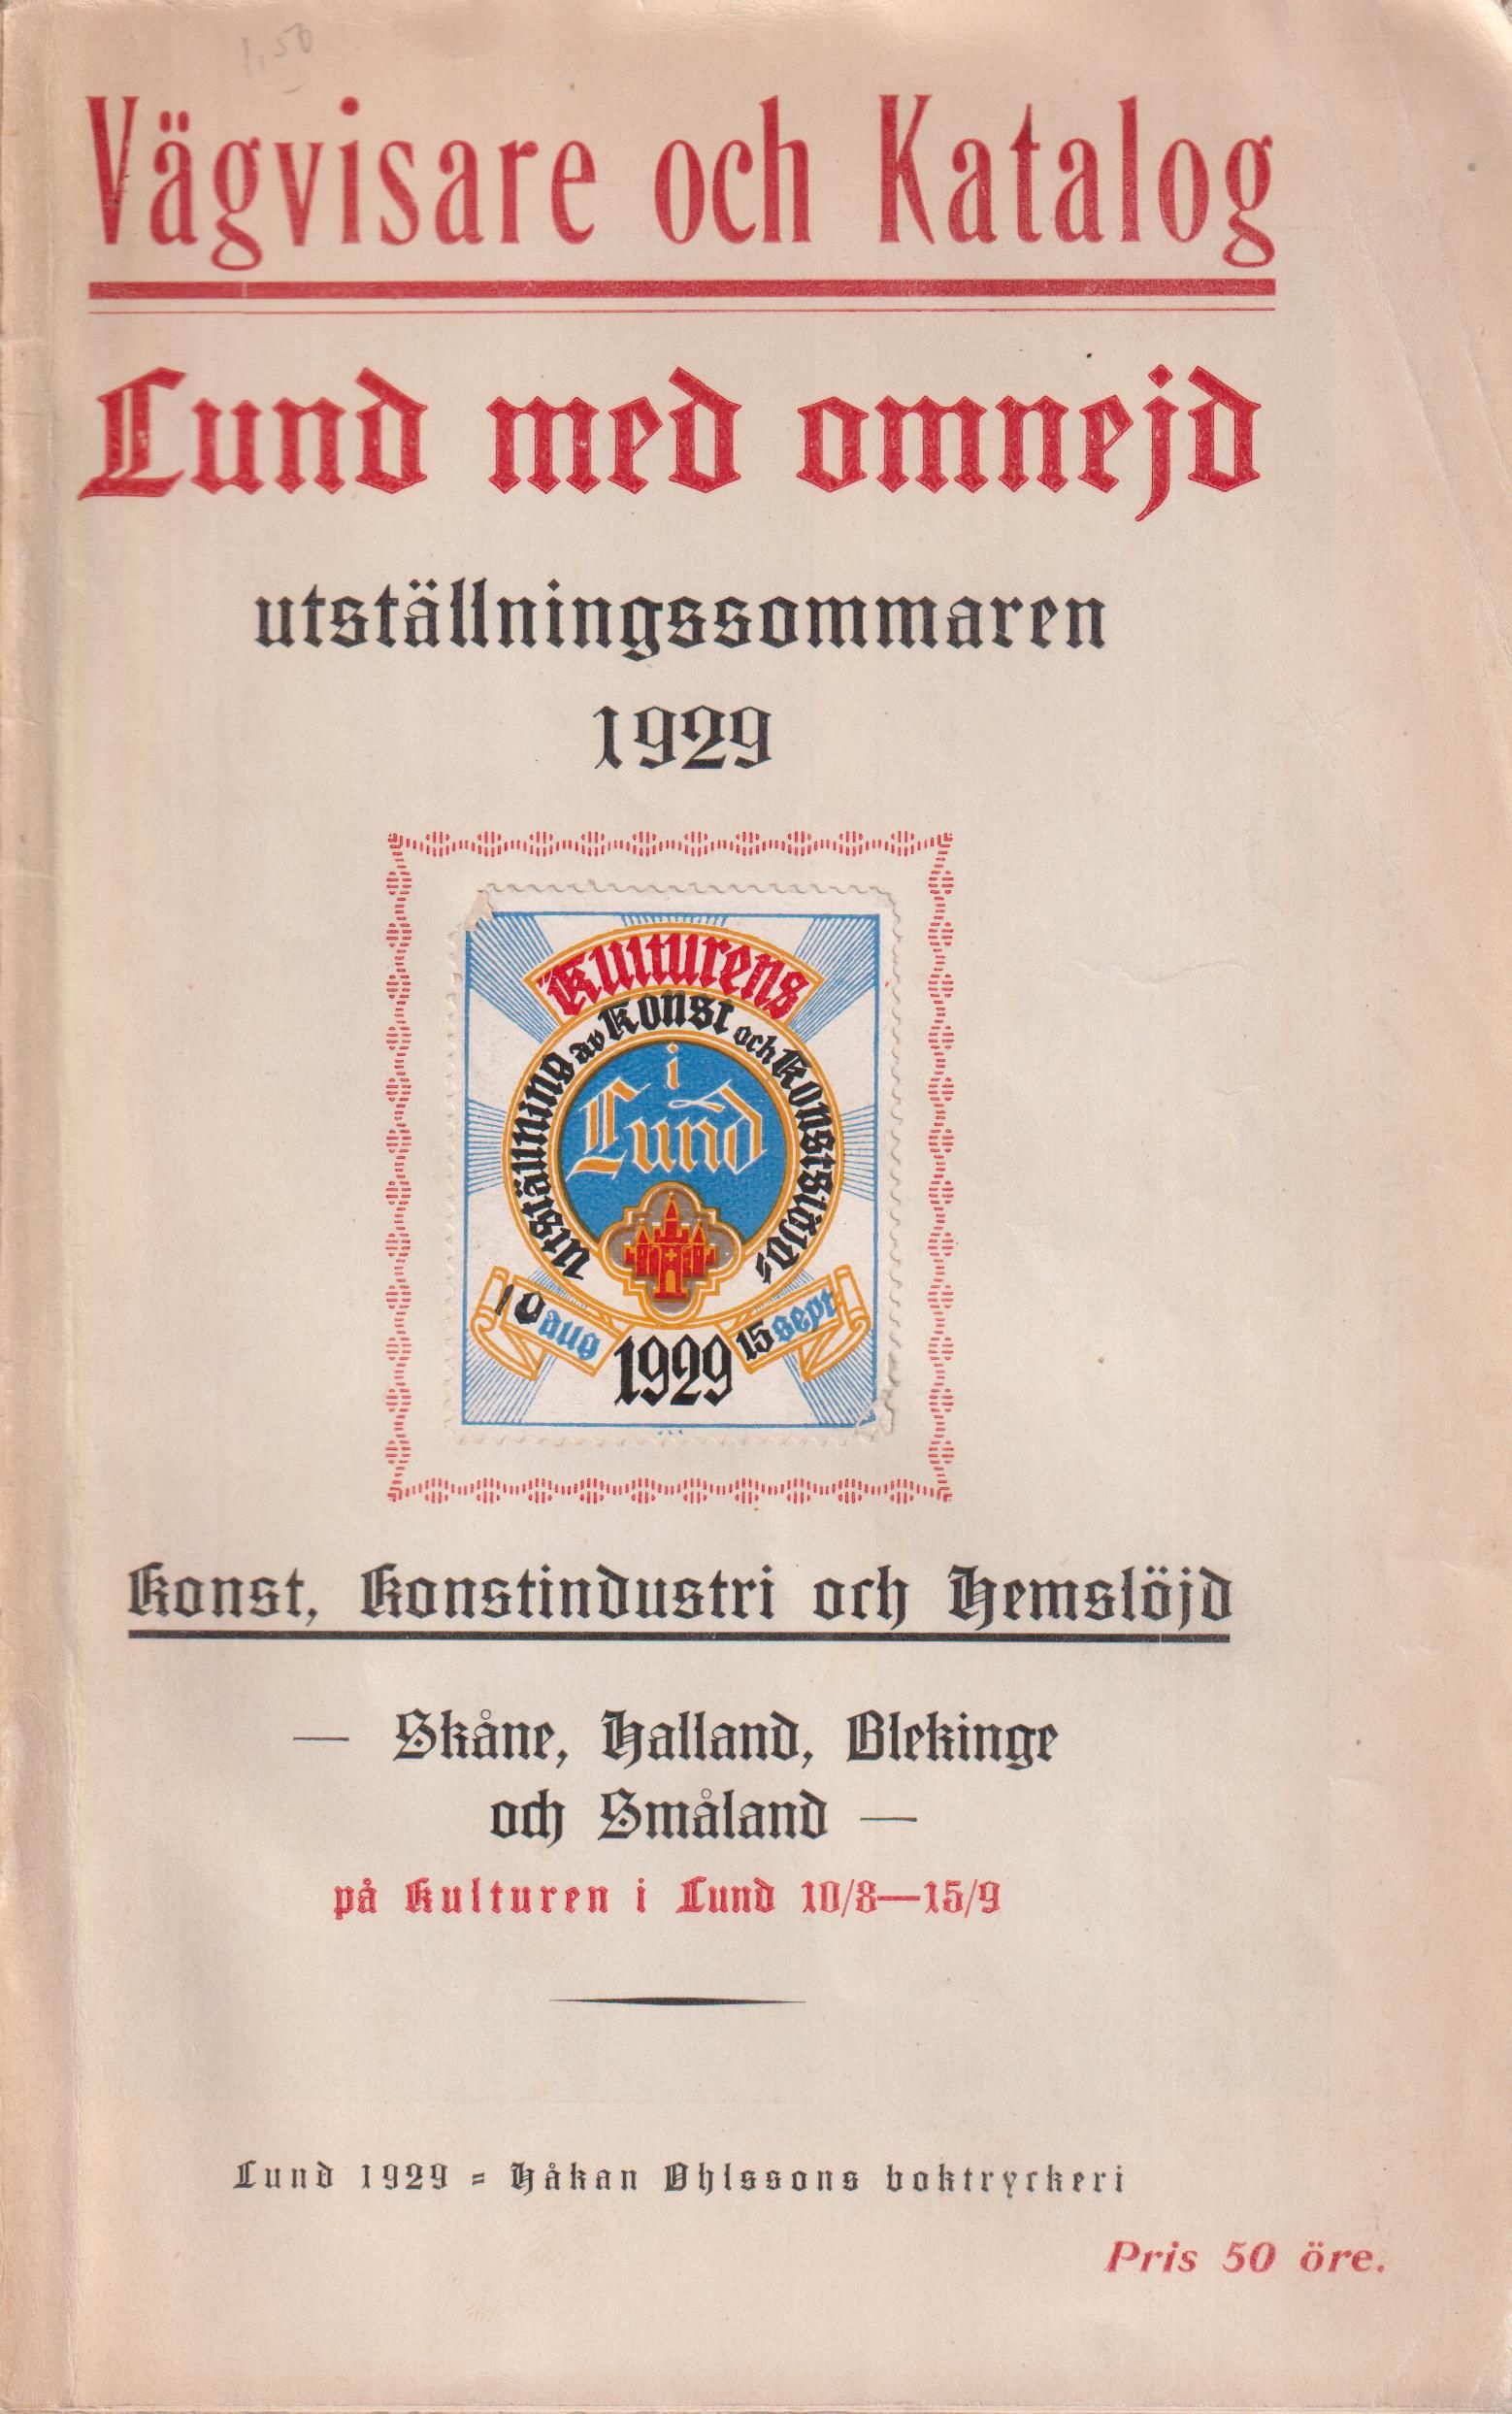 1,50
Vägvisare och Katalog
Lund med omnejd
utställningssommaren
1929
Kulturens
Utställning av Konst och Konstslöjd
i
Lund
10 aug
1929
15 sept
Konst, Konstindustri och Hemslöjd
— Skåne, Halland, Blekinge
och Småland —
på Kulturen i Lund 10/8—15/9
Lund 1929 = Håkan Ohlssons boktryckeri
Pris 50 öre.